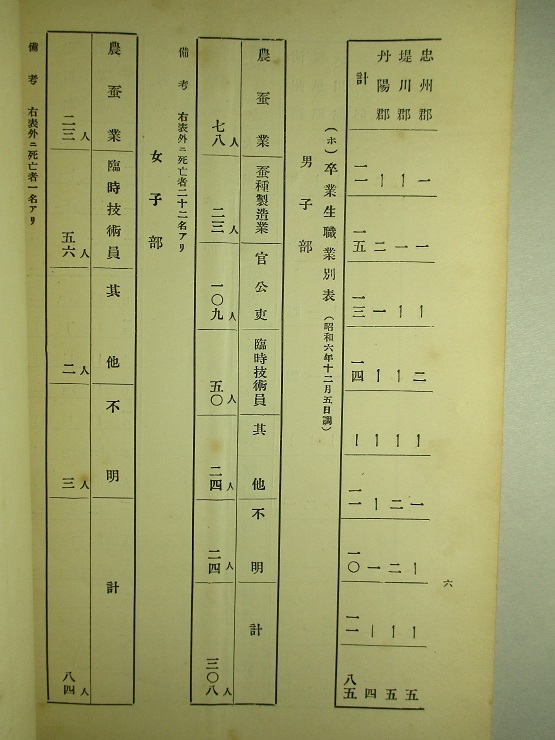 六
忠州郡 一 一 ｜ 二 ｜ 一 ｜ ｜ 五
堤川郡 ｜ 一 ｜ ｜ ｜ 二 二 ｜ 五
丹陽郡 ｜ 二 一 ｜ ｜ ｜ 一 ｜ 四
計 一一 一五 一三 一四 ｜ 一一 一〇 一一 八五
（ホ）卒業生職業別表（昭和六年十二月五日調）
男子部
農蚕業 蚕種製造業 官公吏 臨時技術員 其他 不明 計
七八人 二三人 一〇九人 五〇人 二四人 二四人 三〇八人
備考 右表外ニ死亡者二十二名アリ
女子部
農蚕業 臨時技術員 其他 不明 計
二三人 五六人 二人 三人 八四人
備考 右表外ニ死亡者一名アリ